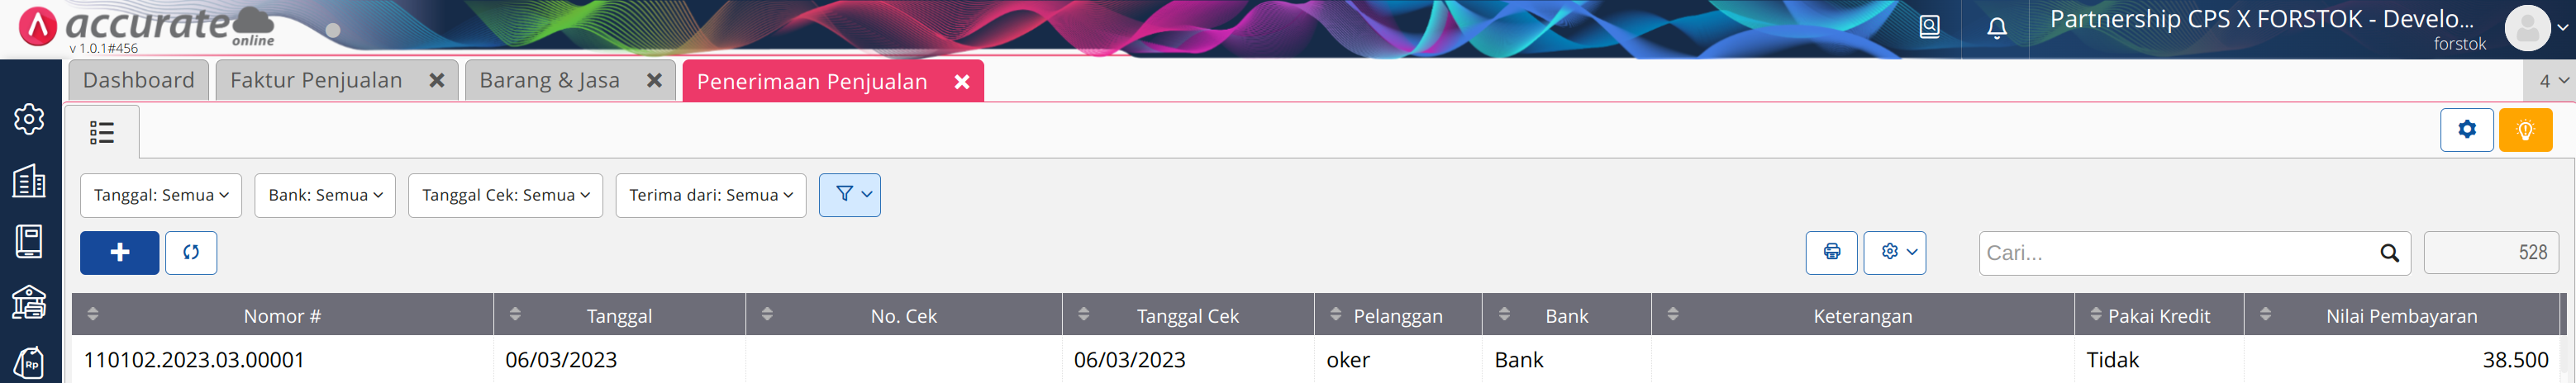 accurate
online
v 1.0.1#456
Partnership CPS X FORSTOK - Develo...
forstok
Dashboard
Faktur Penjualan
Barang & Jasa
Penerimaan Penjualan
4
Tanggal: Semua
Bank: Semua
Tanggal Cek: Semua
Terima dari: Semua
Cari...
528
Nomor # Tanggal No. Cek Tanggal Cek Pelanggan Bank Keterangan Pakai Kredit Nilai Pembayaran
110102.2023.03.00001 06/03/2023 06/03/2023 oker Bank Tidak 38.500
Rp